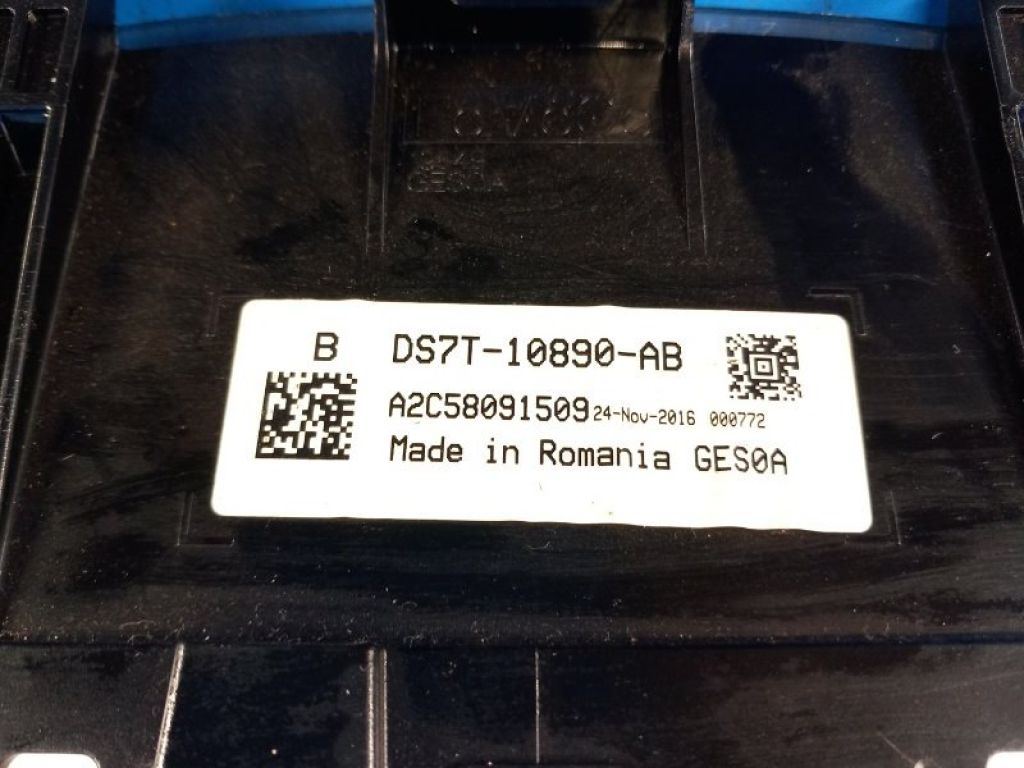 B DS7T-10890-AB
A2C58091509 24-Nov-2016 000772
Made in Romania GES0A